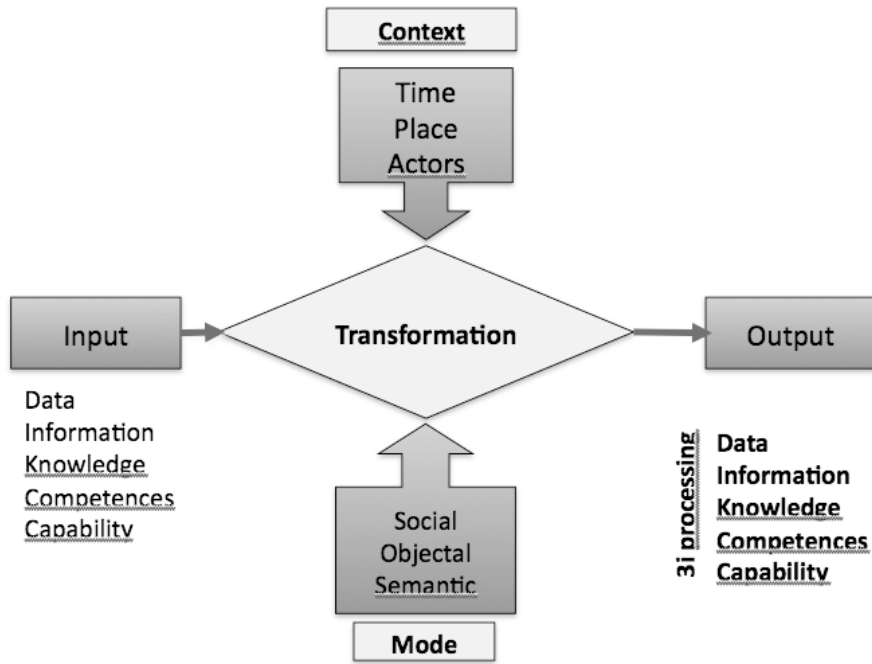 Context
Time
Place
Actors
Input
Transformation
Output
Data
Information
Knowledge
Competences
Capability
3i processing
Data
Information
Knowledge
Competences
Capability
Social
Objectal
Semantic
Mode